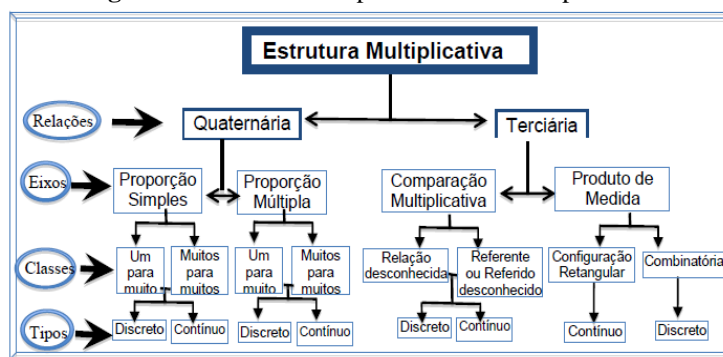 Estrutura Multiplicativa
Relações
Quaternária
Terciária
Eixos
Proporção
Simples
Proporção
Múltipla
Comparação
Multiplicativa
Produto de
Medida
Classes
Um
para
muito
Muitos
para
muitos
Um
para
muito
Muitos
para
muitos
Relação
desconhecida
Referente
ou Referido
desconhecido
Configuração
Retangular
Combinatória
Tipos
Discreto
Contínuo
Discreto
Contínuo
Discreto
Contínuo
Contínuo
Discreto